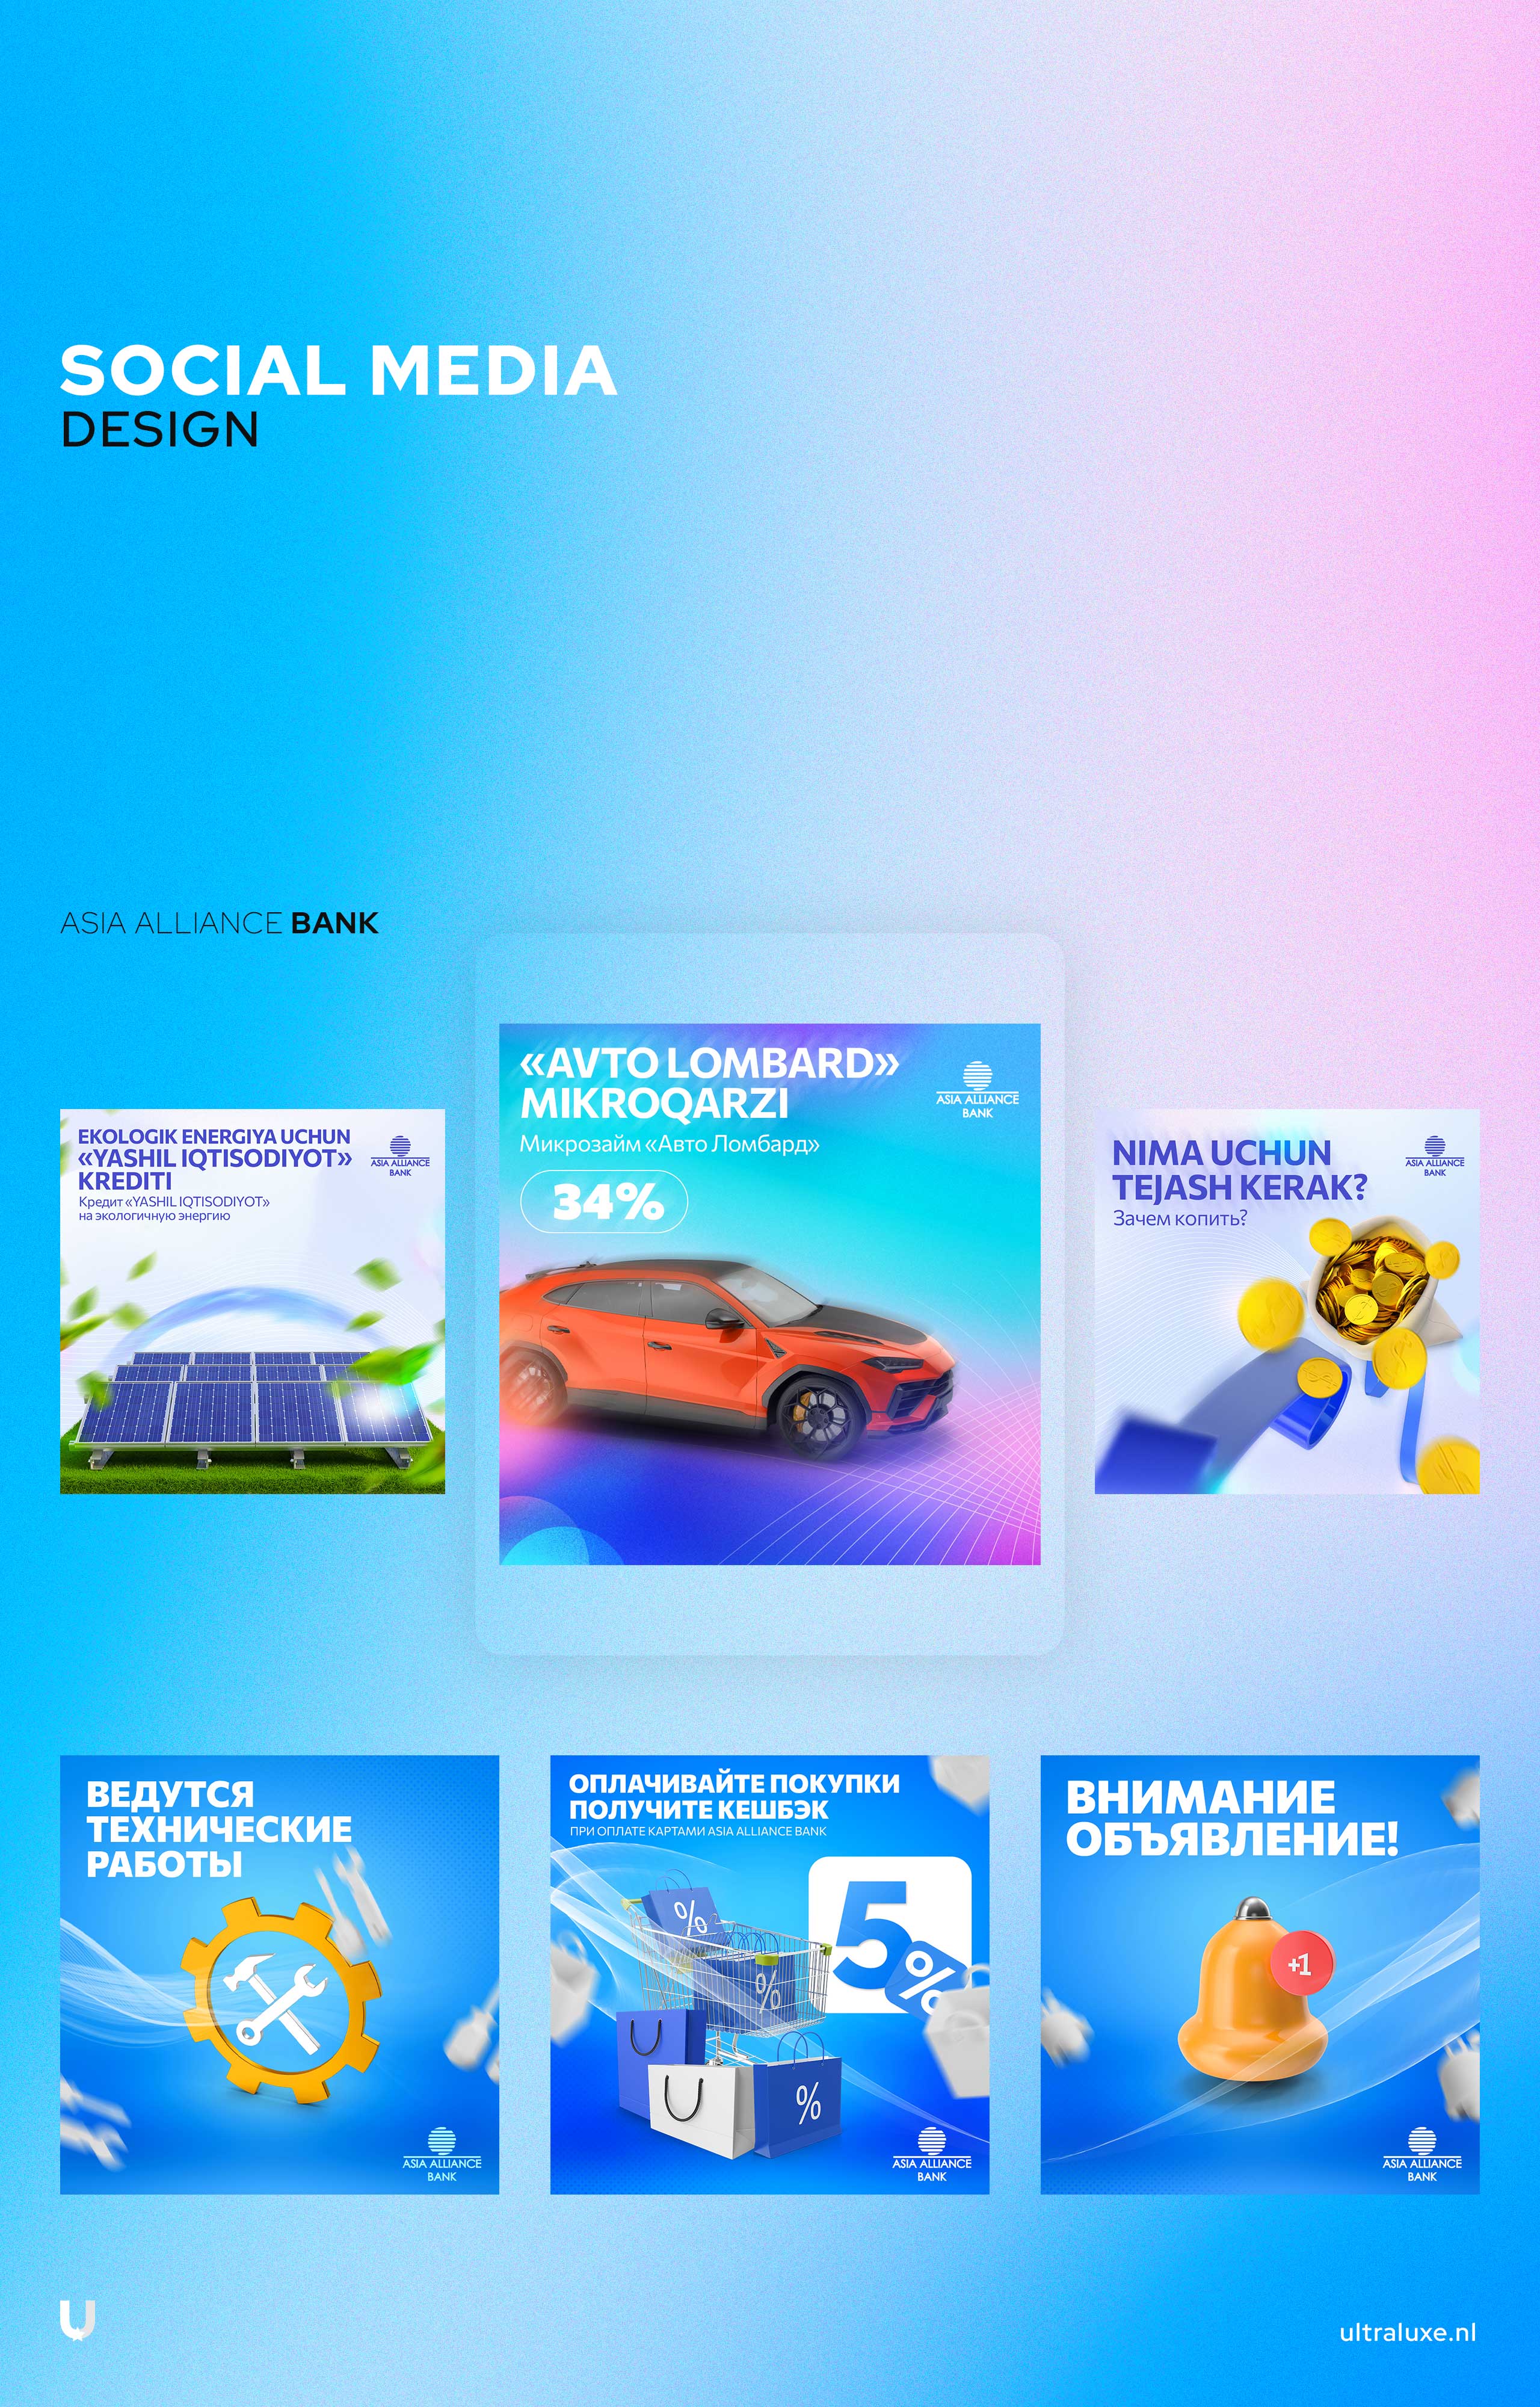 SOCIAL MEDIA
DESIGN
ASIA ALLIANCE BANK
EKOLOGIK ENERGIYA UCHUN
«YASHIL IQTISODIYOT»
KREDITI
Кредит «YASHIL IQTISODIYOT»
на экологичную энергию
ASIA ALLIANCE
BANK
«AVTO LOMBARD»
MIKROQARZI
Микрозайм «Авто Ломбард»
34%
ASIA ALLIANCE
BANK
NIMA UCHUN
TEJASH KERAK?
Зачем копить?
ASIA ALLIANCE
BANK
ВЕДУТСЯ
ТЕХНИЧЕСКИЕ
РАБОТЫ
ASIA ALLIANCE
BANK
ОПЛАЧИВАЙТЕ ПОКУПКИ
ПОЛУЧИТЕ КЕШБЭК
ПРИ ОПЛАТЕ КАРТАМИ ASIA ALLIANCE BANK
5%
%
%
%
ASIA ALLIANCE
BANK
ВНИМАНИЕ
ОБЪЯВЛЕНИЕ!
+1
ASIA ALLIANCE
BANK
U
ultraluxe.nl